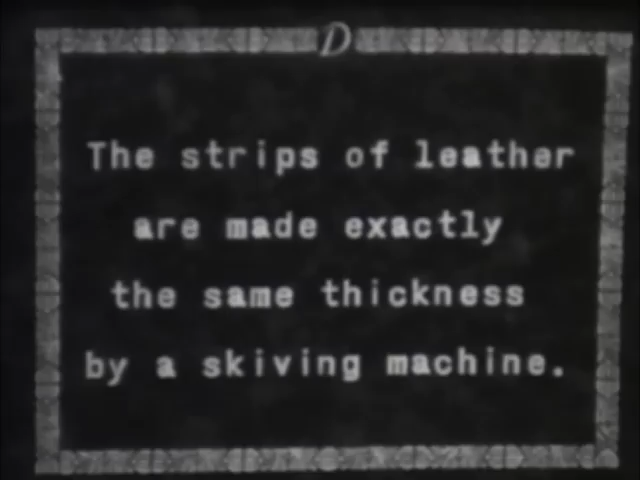 D
The strips of leather
are made exactly
the same thickness
by a skiving machine.